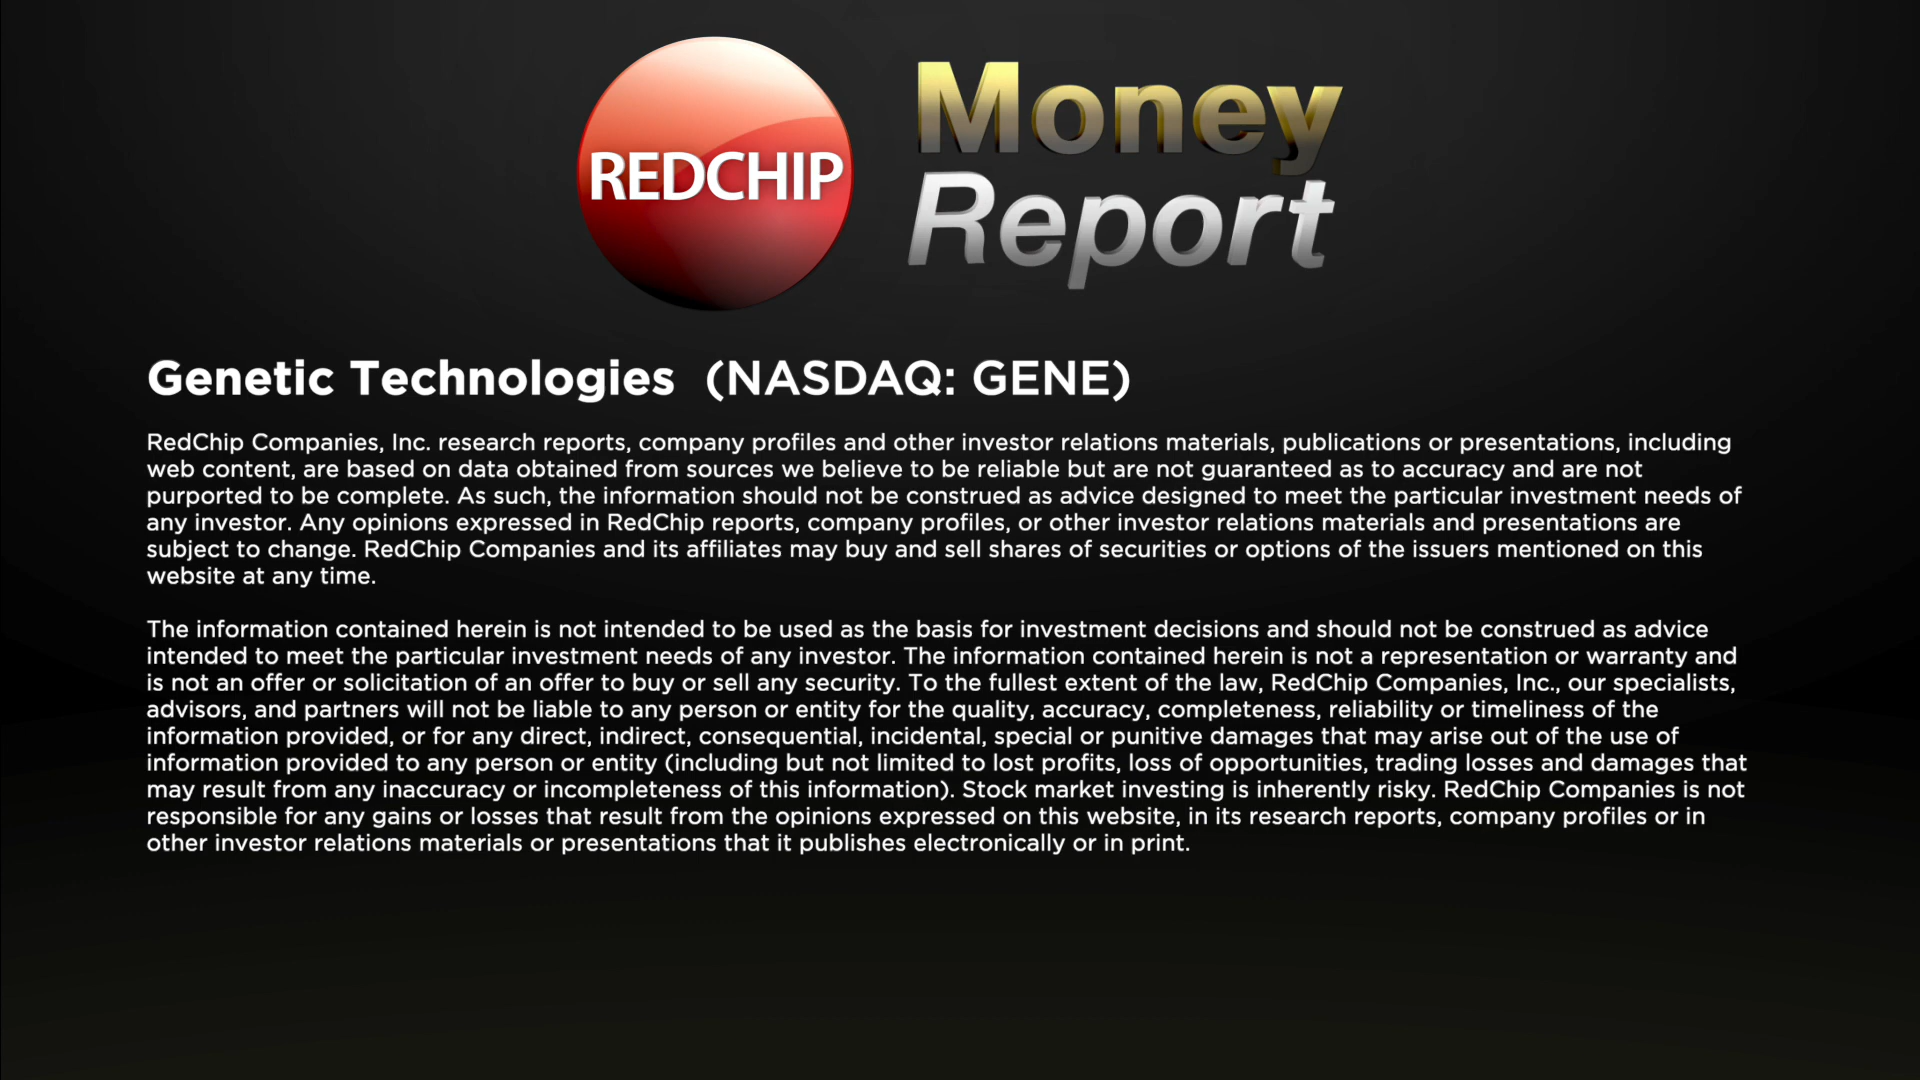 REDCHIP
Money
Report
Genetic Technologies (NASDAQ: GENE)
RedChip Companies, Inc. research reports, company profiles and other investor relations materials, publications or presentations, including
web content, are based on data obtained from sources we believe to be reliable but are not guaranteed as to accuracy and are not
purported to be complete. As such, the information should not be construed as advice designed to meet the particular investment needs of
any investor. Any opinions expressed in RedChip reports, company profiles, or other investor relations materials and presentations are
subject to change. RedChip Companies and its affiliates may buy and sell shares of securities or options of the issuers mentioned on this
website at any time.
The information contained herein is not intended to be used as the basis for investment decisions and should not be construed as advice
intended to meet the particular investment needs of any investor. The information contained herein is not a representation or warranty and
is not an offer or solicitation of an offer to buy or sell any security. To the fullest extent of the law, RedChip Companies, Inc., our specialists,
advisors, and partners will not be liable to any person or entity for the quality, accuracy, completeness, reliability or timeliness of the
information provided, or for any direct, indirect, consequential, incidental, special or punitive damages that may arise out of the use of
information provided to any person or entity (including but not limited to lost profits, loss of opportunities, trading losses and damages that
may result from any inaccuracy or incompleteness of this information). Stock market investing is inherently risky. RedChip Companies is not
responsible for any gains or losses that result from the opinions expressed on this website, in its research reports, company profiles or in
other investor relations materials or presentations that it publishes electronically or in print.